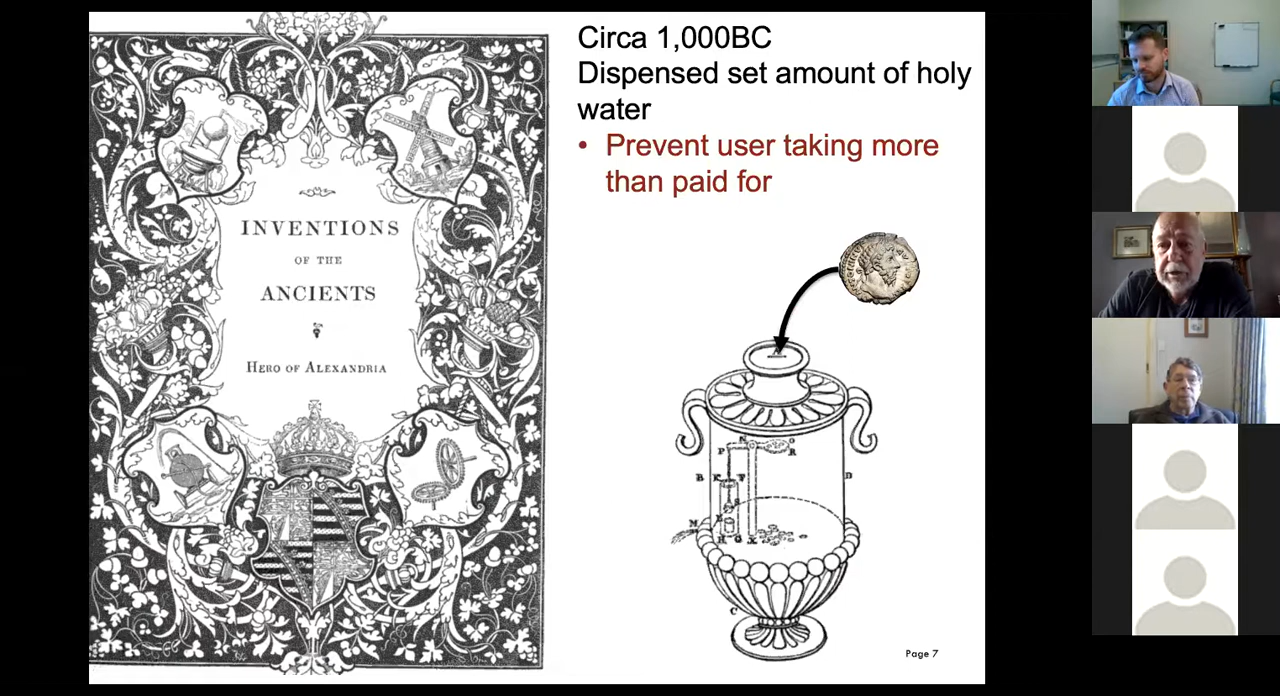 INVENTIONS
OF THE
ANCIENTS
HERO OF ALEXANDRIA
Circa 1,000BC
Dispensed set amount of holy
water
• Prevent user taking more
than paid for
B
D
M
C
Page 7